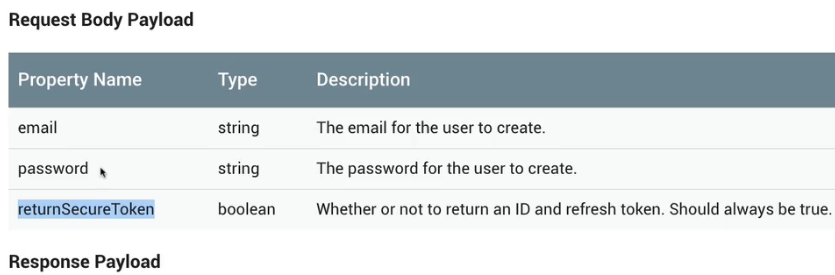 Request Body Payload
Property Name Type Description
email string The email for the user to create.
password string The password for the user to create.
returnSecureToken boolean Whether or not to return an ID and refresh token. Should always be true.
Response Payload